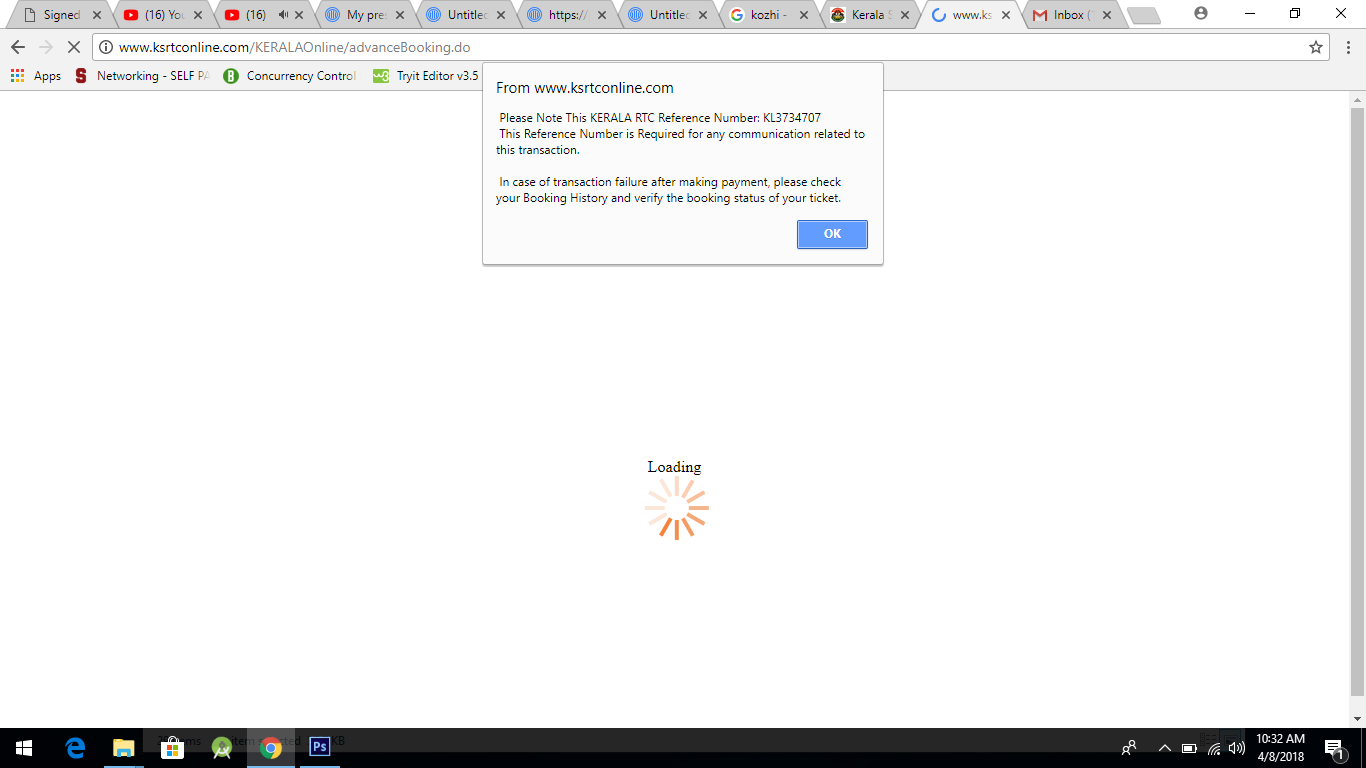 Signed
(16) You
(16)
My pre
Untitle
https://
Untitle
kozhi -
Kerala S
www.ks
Inbox (
www.ksrtconline.com/KERALAOnline/advanceBooking.do
Apps
Networking - SELF PA
Concurrency Control
Tryit Editor v3.5
From www.ksrtconline.com
Please Note This KERALA RTC Reference Number: KL3734707
This Reference Number is Required for any communication related to
this transaction.
In case of transaction failure after making payment, please check
your Booking History and verify the booking status of your ticket.
OK
Loading
Ps
10:32 AM
4/8/2018
1